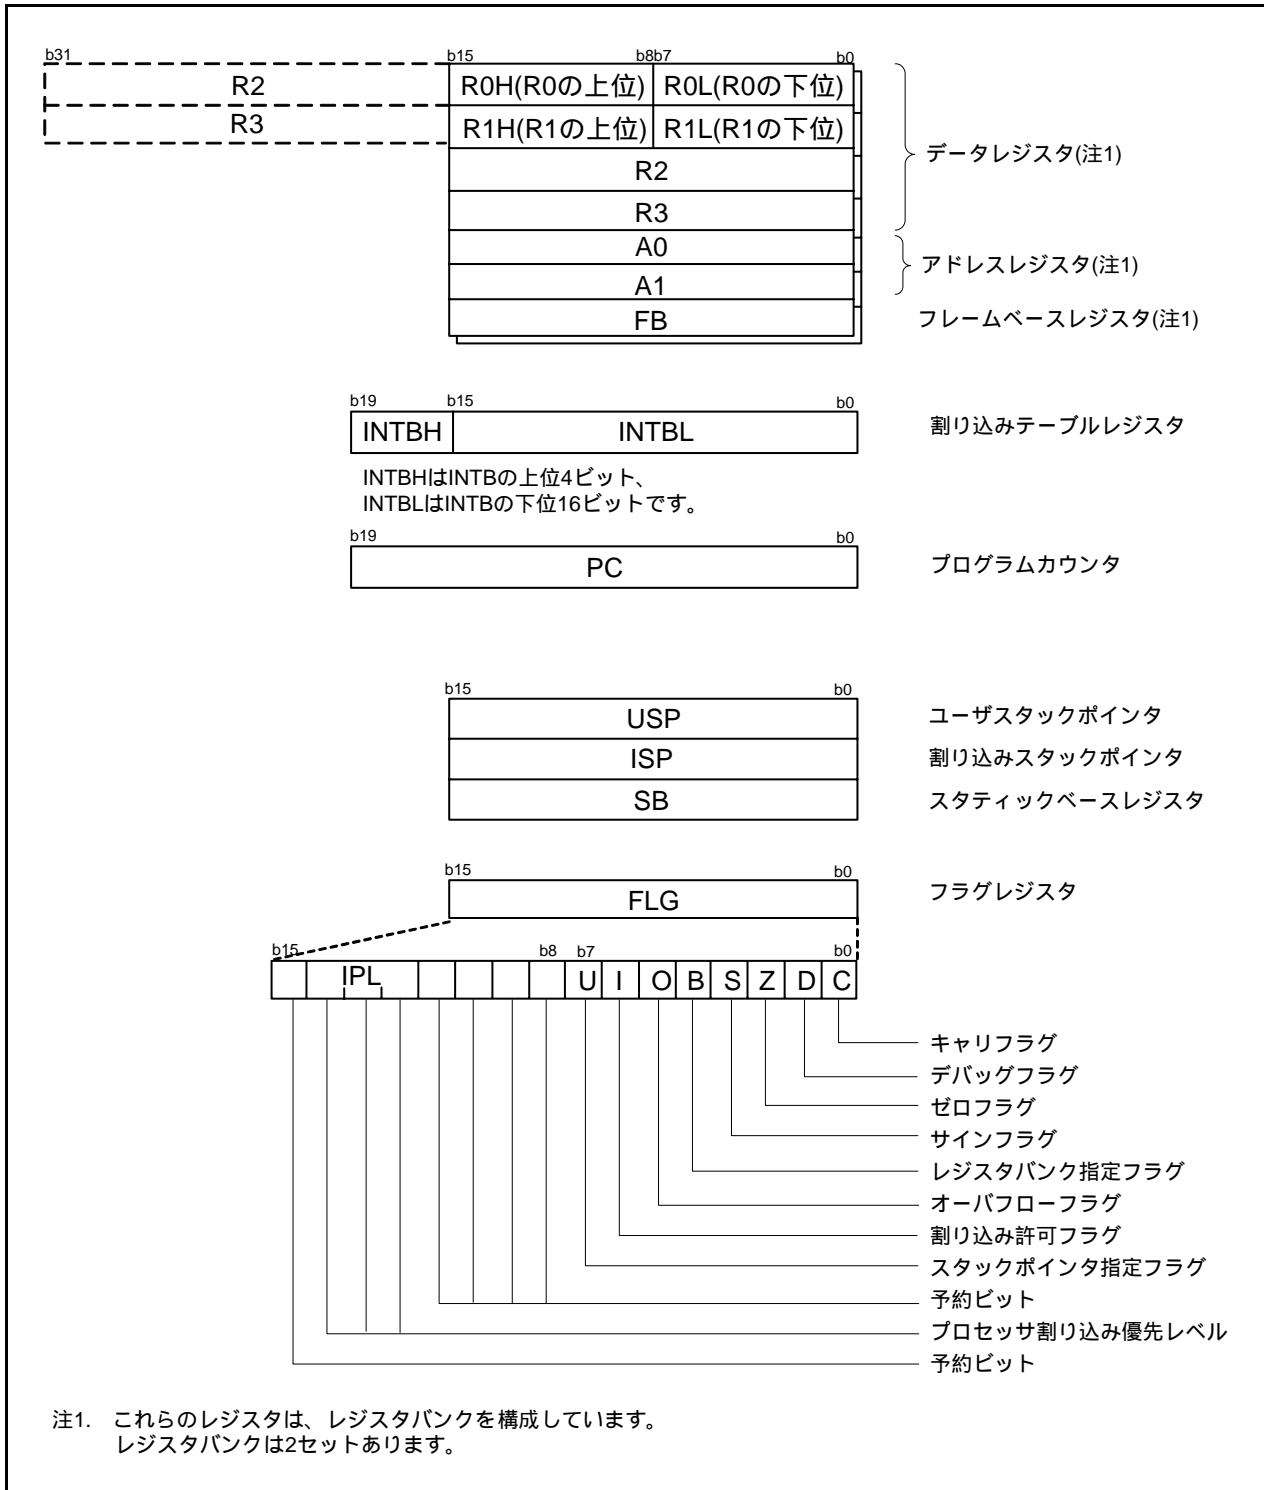 b31 b15 b8b7 b0
R2 R0H(R0の上位) R0L(R0の下位)
R3 R1H(R1の上位) R1L(R1の下位)
データレジスタ(注1)
R2
R3
A0
アドレスレジスタ(注1)
A1
FB フレームベースレジスタ(注1)
b19 b15 b0
INTBH INTBL 割り込みテーブルレジスタ
INTBHはINTBの上位4ビット、
INTBLはINTBの下位16ビットです。
b19 b0
PC プログラムカウンタ
b15 b0
USP ユーザスタックポインタ
ISP 割り込みスタックポインタ
SB スタティックベースレジスタ
b15 b0
FLG フラグレジスタ
b15 b8 b7 b0
IPL U I O B S Z D C
キャリフラグ
デバッグフラグ
ゼロフラグ
サインフラグ
レジスタバンク指定フラグ
オーバフローフラグ
割り込み許可フラグ
スタックポインタ指定フラグ
予約ビット
プロセッサ割り込み優先レベル
予約ビット
注1. これらのレジスタは、レジスタバンクを構成しています。
レジスタバンクは2セットあります。